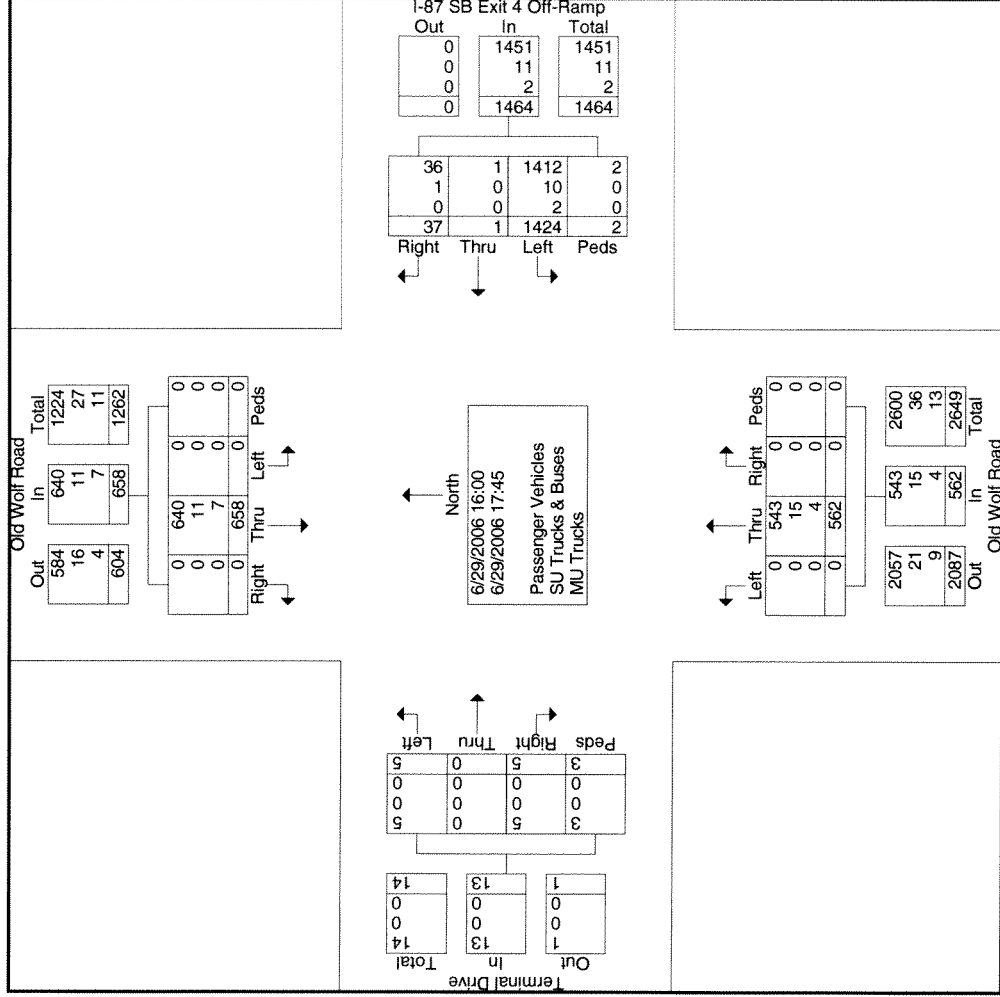 I-87 SB Exit 4 Off-Ramp
Out In Total
0 1451 1451
0 11 11
0 2 2
0 1464 1464
36 1 1412 2
1 0 10 0
0 0 2 0
37 1 1424 2
Right Thru Left Peds
Old Wolf Road
Out In Total
584 640 1224
16 11 27
4 7 11
604 658 1262
0 640 0 0
0 11 0 0
0 7 0 0
0 658 0 0
Right Thru Left Peds
North
6/29/2006 16:00
6/29/2006 17:45
Passenger Vehicles
SU Trucks & Buses
MU Trucks
Left Thru Right Peds
0 543 0 0
0 15 0 0
0 4 0 0
0 562 0 0
2057 543 2600
21 15 36
9 4 13
2087 562 2649
Out In Total
Old Wolf Road
Left Thru Right Peds
5 0 5 3
0 0 0 0
0 0 0 0
5 0 5 3
14 13 1
0 0 0
0 0 0
14 13 1
Total In Out
Terminal Drive